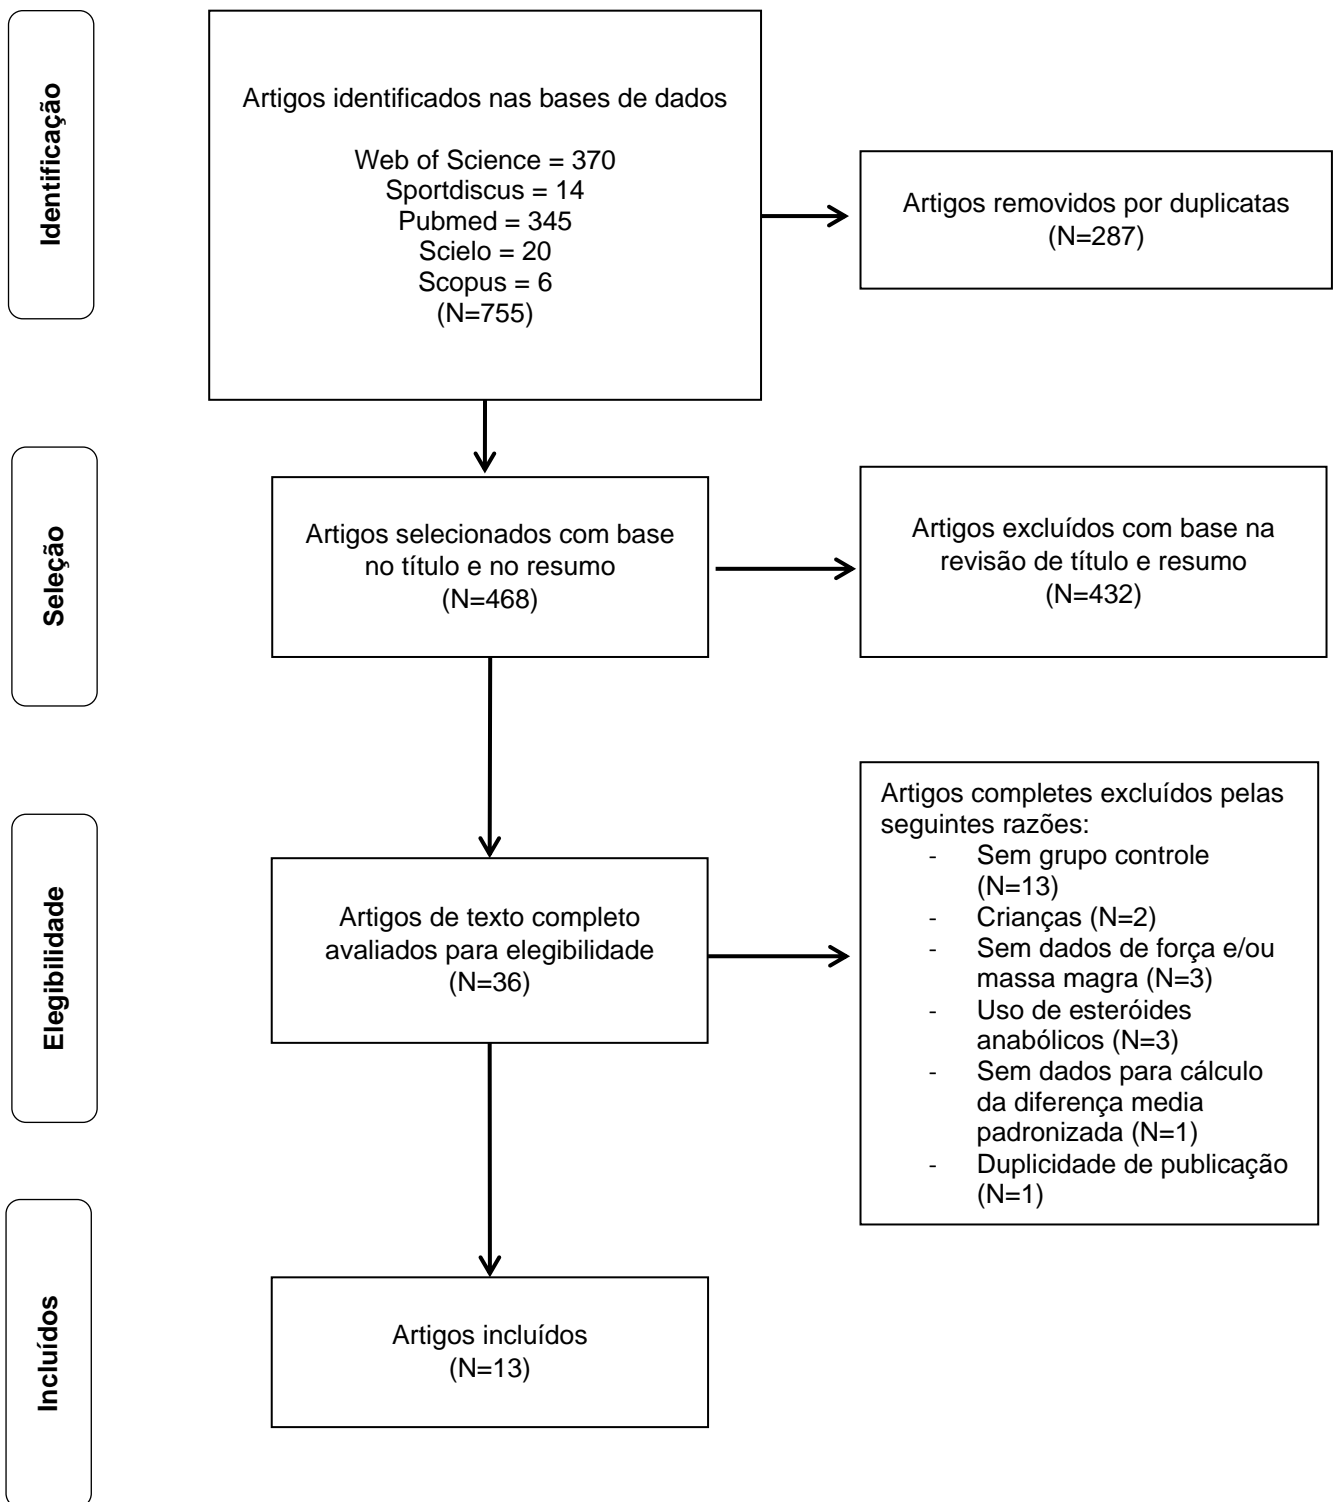 Identificação
Artigos identificados nas bases de dados
Web of Science = 370
Sportdiscus = 14
Pubmed = 345
Scielo = 20
Scopus = 6
(N=755)
Artigos removidos por duplicatas
(N=287)
Seleção
Artigos selecionados com base
no título e no resumo
(N=468)
Artigos excluídos com base na
revisão de título e resumo
(N=432)
Elegibilidade
Artigos de texto completo
avaliados para elegibilidade
(N=36)
Artigos completes excluídos pelas
seguintes razões:
- Sem grupo controle
(N=13)
- Crianças (N=2)
- Sem dados de força e/ou
massa magra (N=3)
- Uso de esteróides
anabólicos (N=3)
- Sem dados para cálculo
da diferença media
padronizada (N=1)
- Duplicidade de publicação
(N=1)
Incluídos
Artigos incluídos
(N=13)